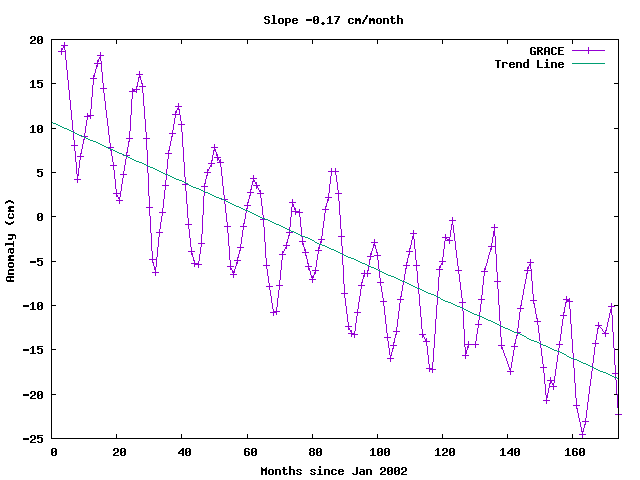 Slope -0.17 cm/month
GRACE
Trend Line
20
15
10
5
0
-5
-10
-15
-20
-25
Anomaly (cm)
0 20 40 60 80 100 120 140 160
Months since Jan 2002